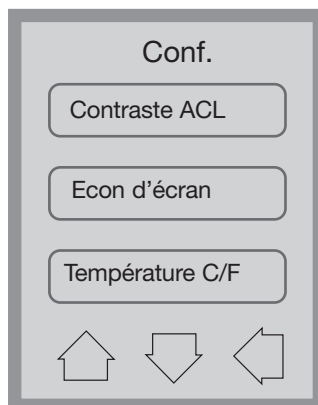 Conf.
Contraste ACL
Econ d’écran
Température C/F